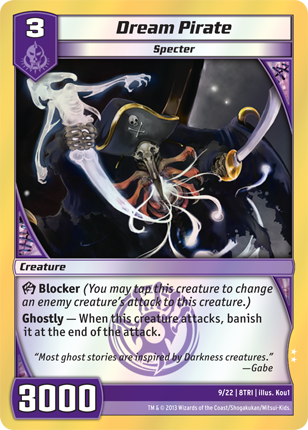 3
Dream Pirate
Specter
Creature
Blocker (You may tap this creature to change
an enemy creature's attack to this creature.)
Ghostly — When this creature attacks, banish
it at the end of the attack.
"Most ghost stories are inspired by Darkness creatures."
—Gabe
3000
9/22 | 8TRI | illus. Kou1
TM & © 2013 Wizards of the Coast/Shogakukan/Mitsui-Kids.